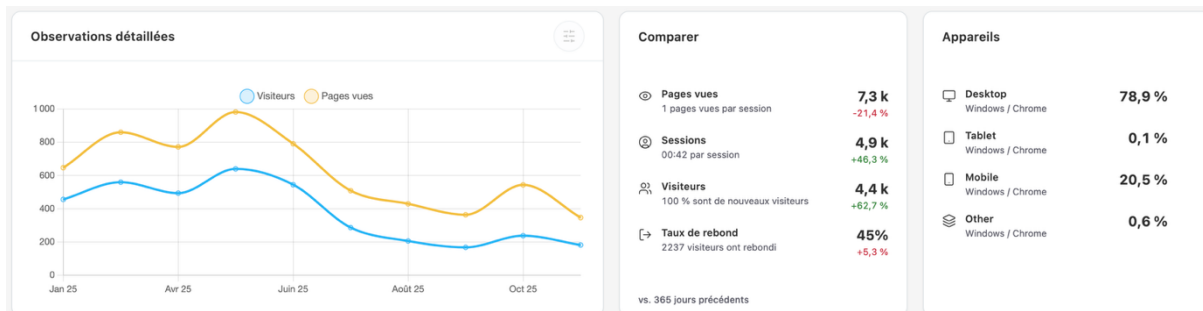 Observations détaillées
Visiteurs
Pages vues
1 000
800
600
400
200
0
Jan 25
Avr 25
Juin 25
Août 25
Oct 25
Comparer
Pages vues
7,3 k
1 pages vues par session
-21,4 %
Sessions
4,9 k
00:42 par session
+46,3 %
Visiteurs
4,4 k
100 % sont de nouveaux visiteurs
+62,7 %
Taux de rebond
45%
2237 visiteurs ont rebondi
+5,3 %
vs. 365 jours précédents
Appareils
Desktop
78,9 %
Windows / Chrome
Tablet
0,1 %
Windows / Chrome
Mobile
20,5 %
Windows / Chrome
Other
0,6 %
Windows / Chrome